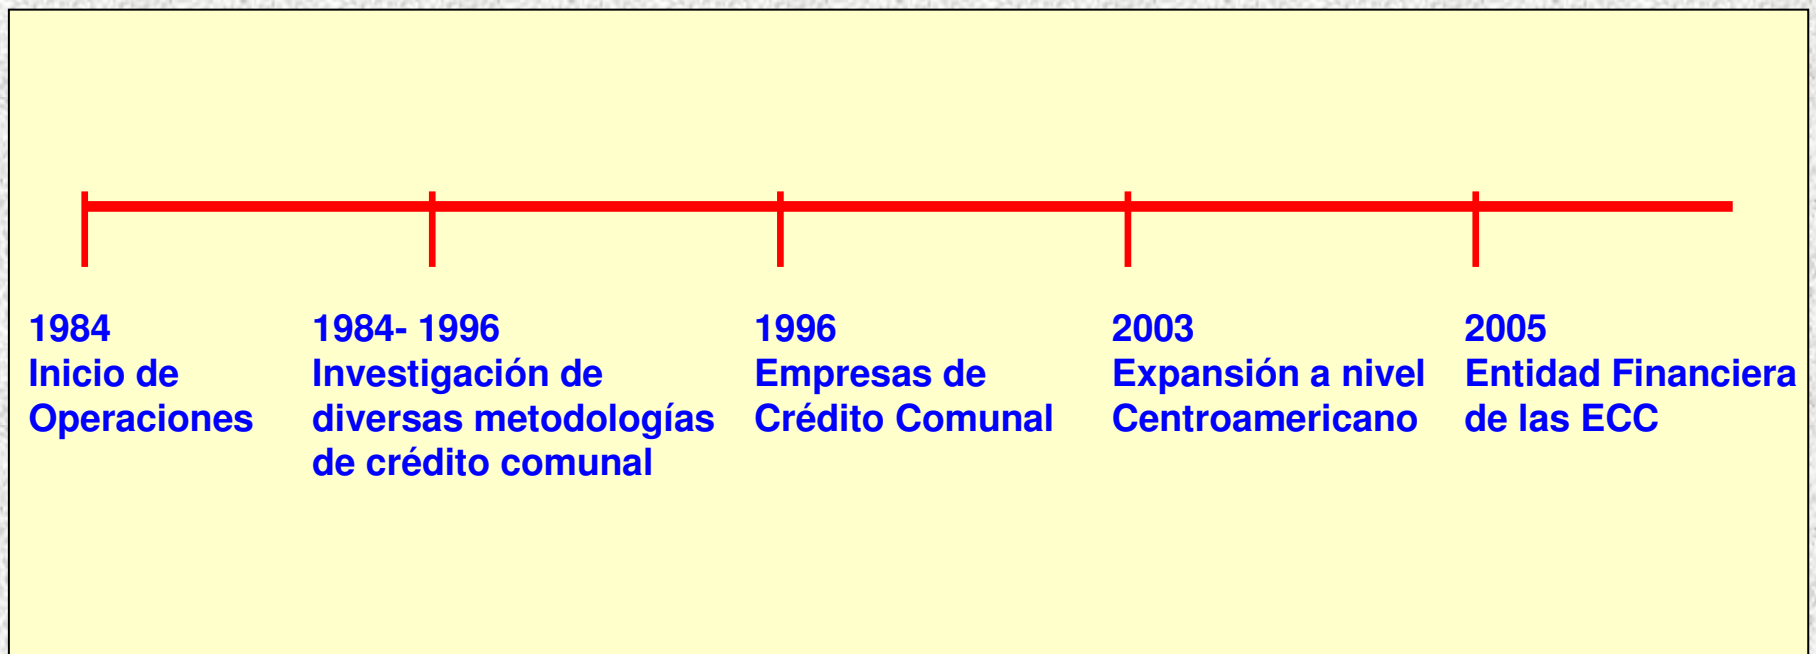 1984
Inicio de
Operaciones
1984- 1996
Investigación de
diversas metodologías
de crédito comunal
1996
Empresas de
Crédito Comunal
2003
Expansión a nivel
Centroamericano
2005
Entidad Financiera
de las ECC